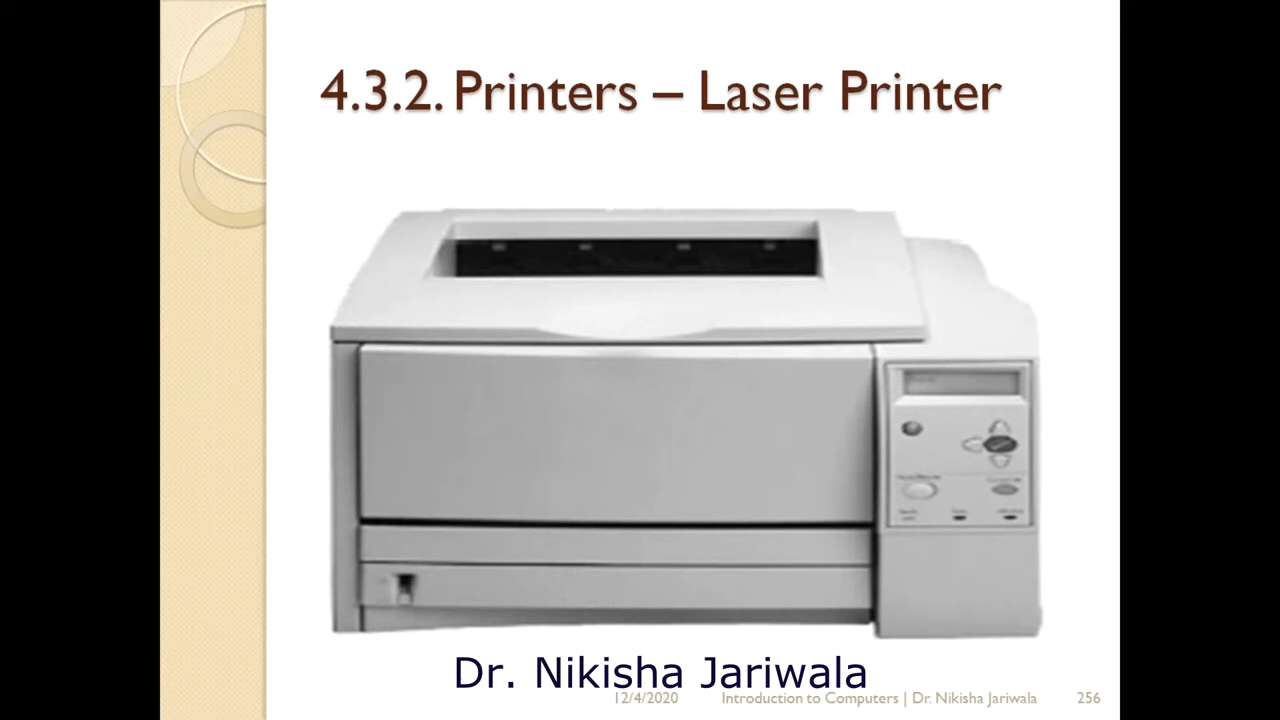 4.3.2. Printers – Laser Printer
Dr. Nikisha Jariwala
12/4/2020 Introduction to Computers | Dr. Nikisha Jariwala 256